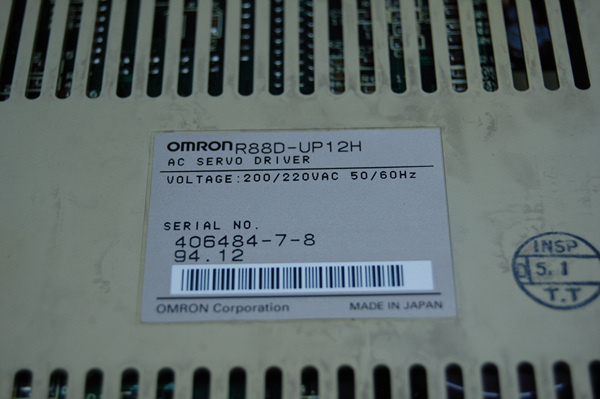 OMRON R88D-UP12H
AC SERVO DRIVER
VOLTAGE:200/220VAC 50/60Hz
SERIAL NO.
406484-7-8
94.12
OMRON Corporation MADE IN JAPAN
INSP
5.1
T.T